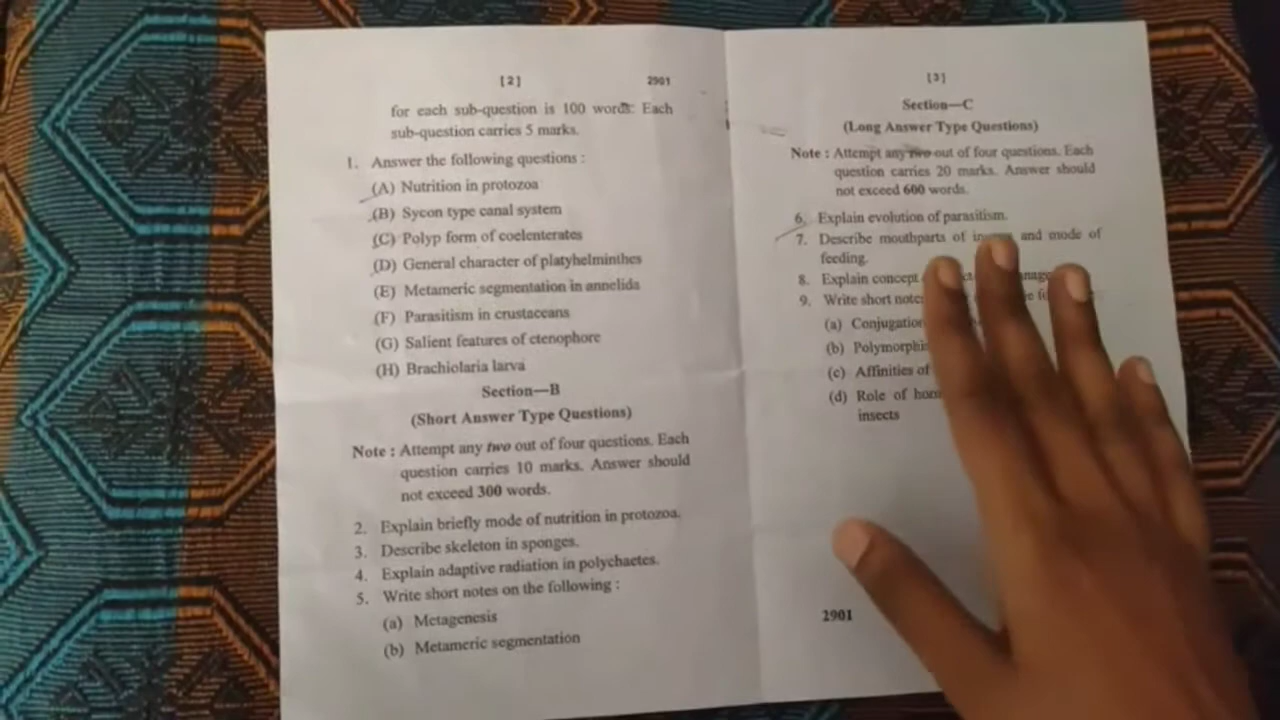 [2] 2901
for each sub-question is 100 words. Each
sub-question carries 5 marks.
1. Answer the following questions :
(A) Nutrition in protozoa
(B) Sycon type canal system
(C) Polyp form of coelenterates
(D) General character of platyhelminthes
(E) Metameric segmentation in annelida
(F) Parasitism in crustaceans
(G) Salient features of ctenophore
(H) Brachiolaria larva
Section—B
(Short Answer Type Questions)
Note : Attempt any two out of four questions. Each
question carries 10 marks. Answer should
not exceed 300 words.
2. Explain briefly mode of nutrition in protozoa.
3. Describe skeleton in sponges.
4. Explain adaptive radiation in polychaetes.
5. Write short notes on the following :
(a) Metagenesis
(b) Metameric segmentation
[3]
Section—C
(Long Answer Type Questions)
Note : Attempt any two out of four questions. Each
question carries 20 marks. Answer should
not exceed 600 words.
6. Explain evolution of parasitism.
7. Describe mouthparts of and mode of
feeding.
8. Explain concept
9. Write short
(a) Conjugation
(b)
(c) Affinities of
(d) Role of
insects
2901